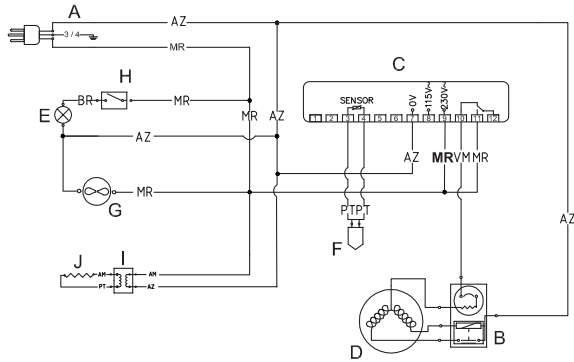 A
AZ
3 / 4
MR
C
H
BR
MR
E
MR
AZ
SENSOR
0V
115V~
230V~
1 2 3 4 5 6 7 8 9 10 11 12
AZ
AZ
MR
VM
MR
MR
G
PT
PT
AZ
F
J
I
AM
AM
PT
AZ
D
B